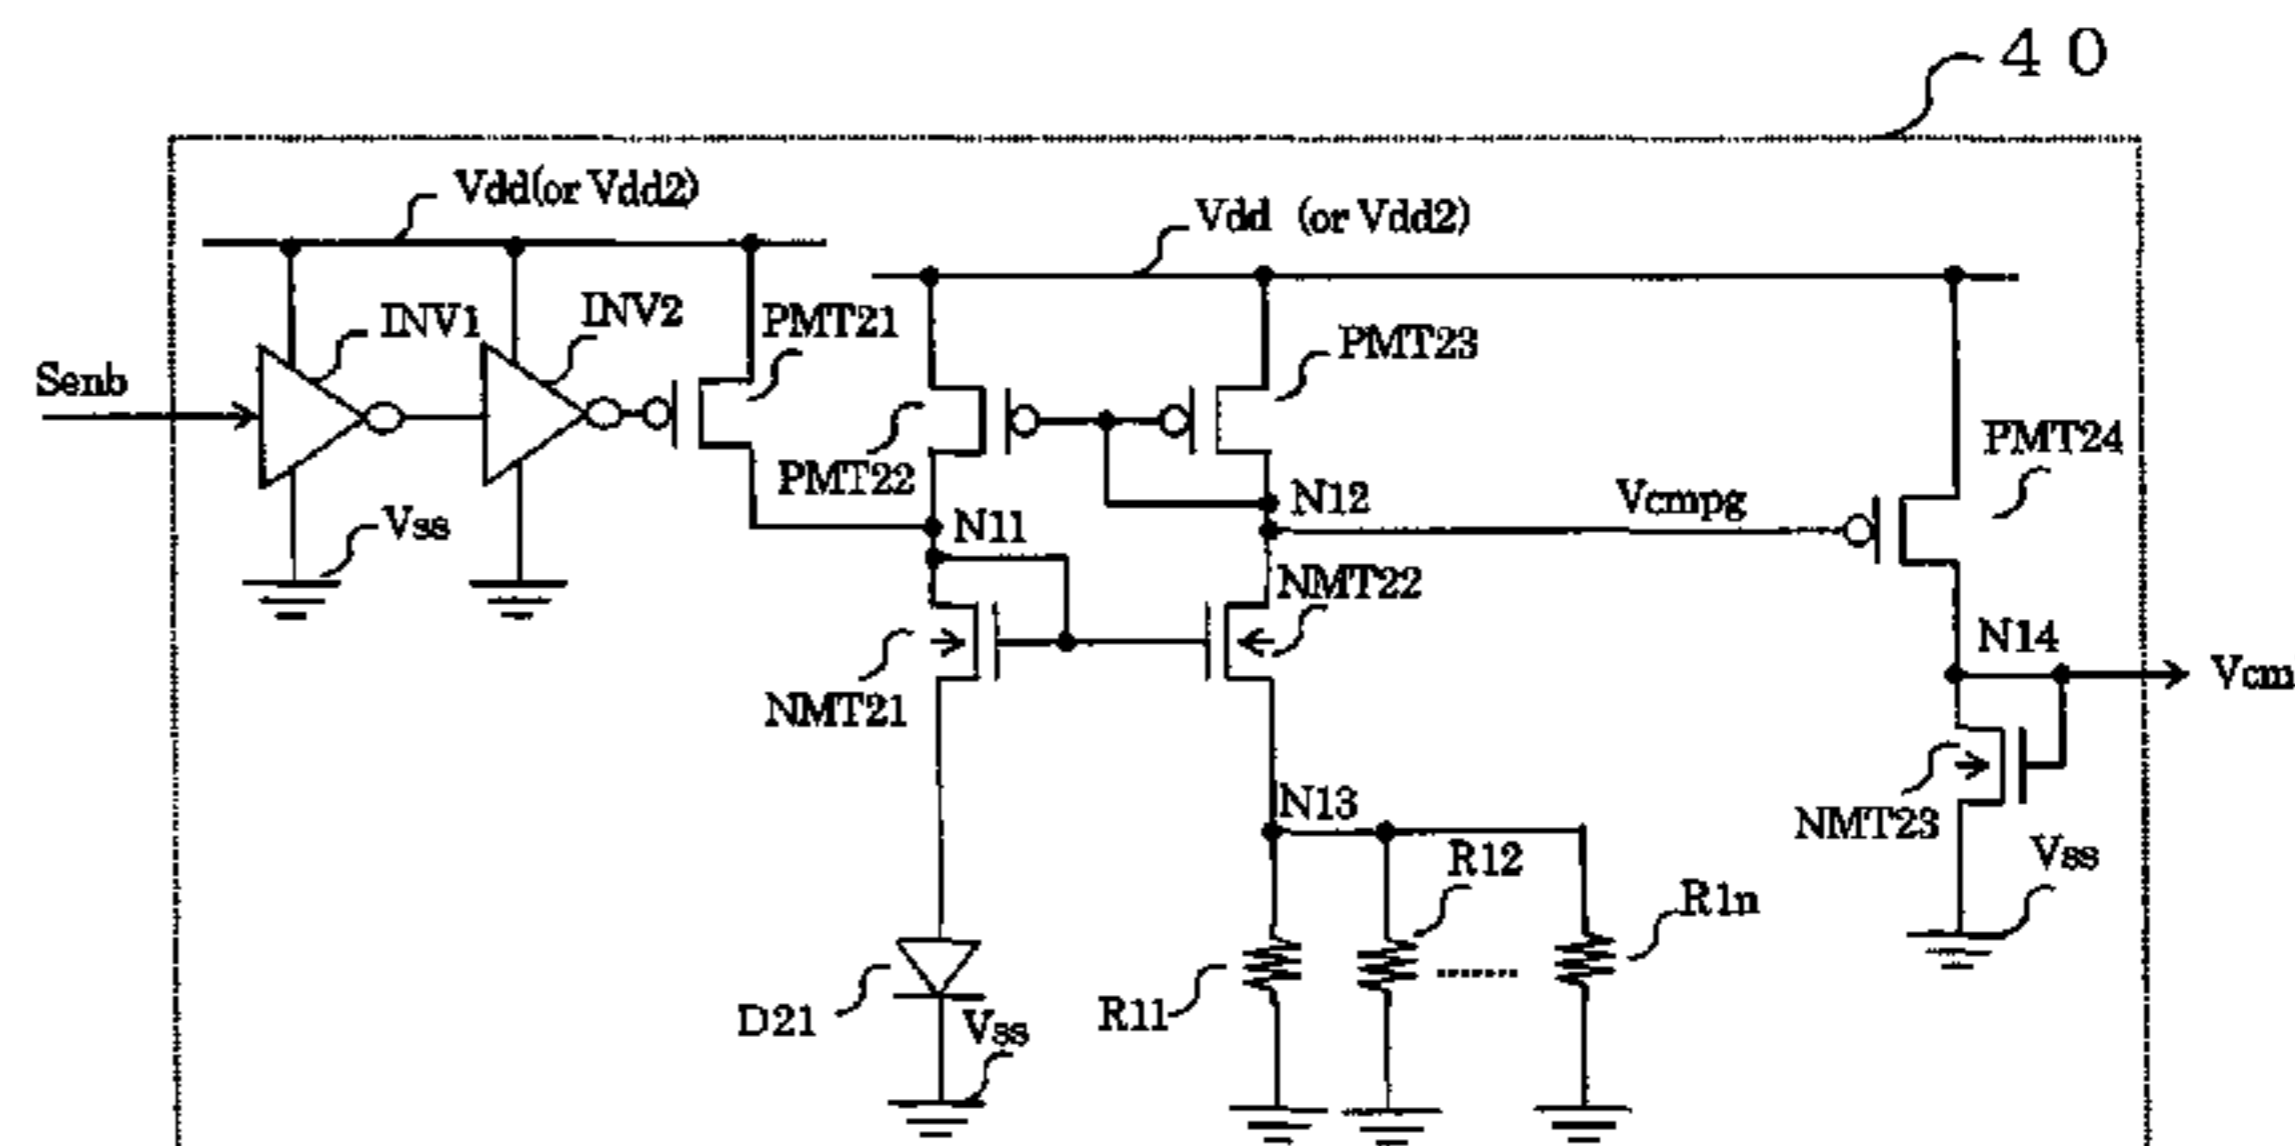 ４０
Vdd(or Vdd2)
Vdd (or Vdd2)
INV1
INV2
PMT21
PMT23
Senb
PMT22
PMT24
Vss
N11
N12
Vcmpg
NMT22
N14
Vcm
NMT21
N13
NMT23
R12
Vss
R1n
D21
Vss
R11